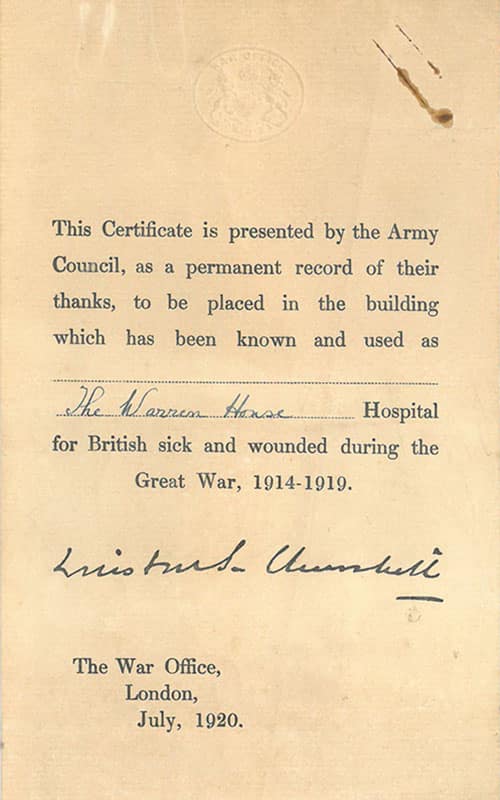 WAR OFFICE
This Certificate is presented by the Army
Council, as a permanent record of their
thanks, to be placed in the building
which has been known and used as
The Warren House Hospital
for British sick and wounded during the
Great War, 1914-1919.
Winston S. Churchill
The War Office,
London,
July, 1920.